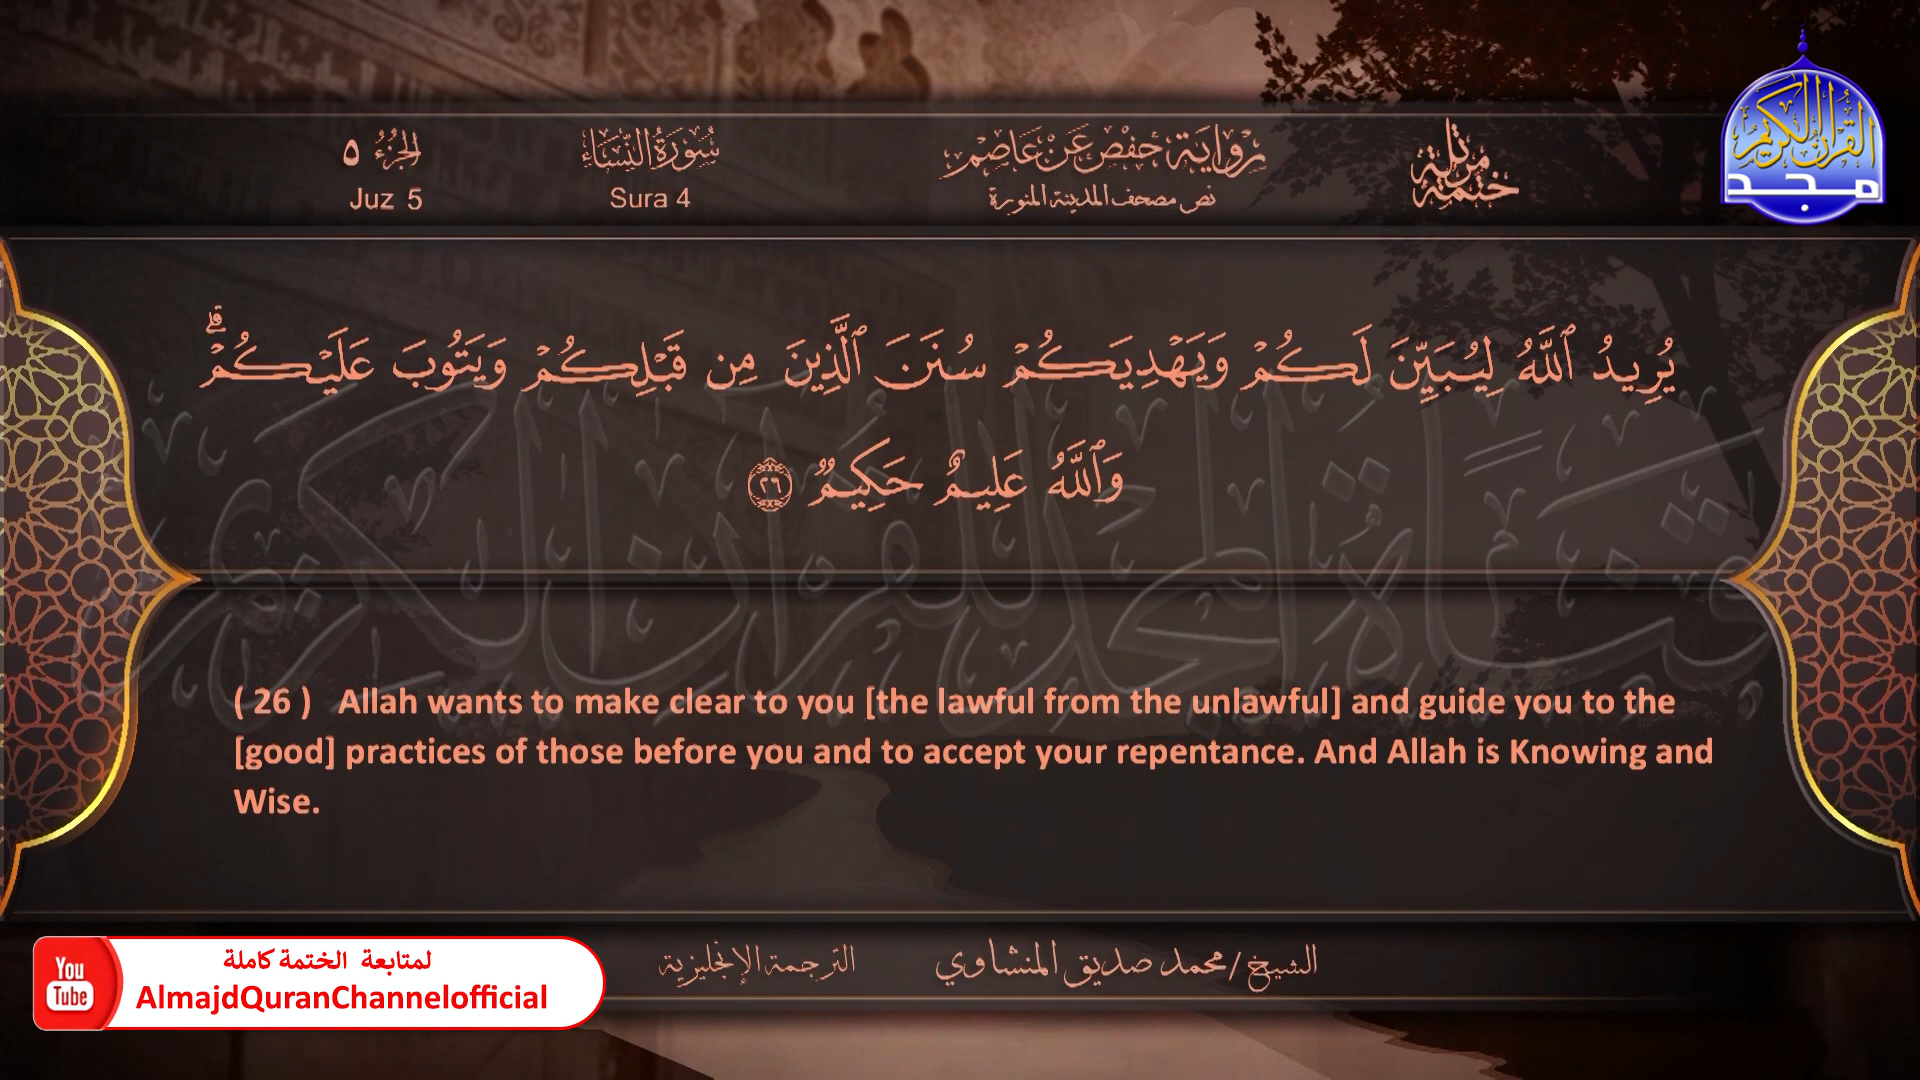 الجزء ٥
Juz 5
سورة النساء
Sura 4
رواية حفص عن عاصم
نص مصحف المدينة المنورة
ختمة مرتلة
القرآن الكريم
مجد
يُرِيدُ ٱللَّهُ لِيُبَيِّنَ لَكُمْ وَيَهْدِيَكُمْ سُنَنَ ٱلَّذِينَ مِن قَبْلِكُمْ وَيَتُوبَ عَلَيْكُمْۗ
وَٱللَّهُ عَلِيمٌ حَكِيمٌ ٢٦
قناة المجد للقرآن الكريم
( 26 ) Allah wants to make clear to you [the lawful from the unlawful] and guide you to the
[good] practices of those before you and to accept your repentance. And Allah is Knowing and
Wise.
You
Tube
لمتابعة الختمة كاملة
AlmajdQuranChannelofficial
الترجمة الإنجليزية
الشيخ / محمد صديق المنشاوي